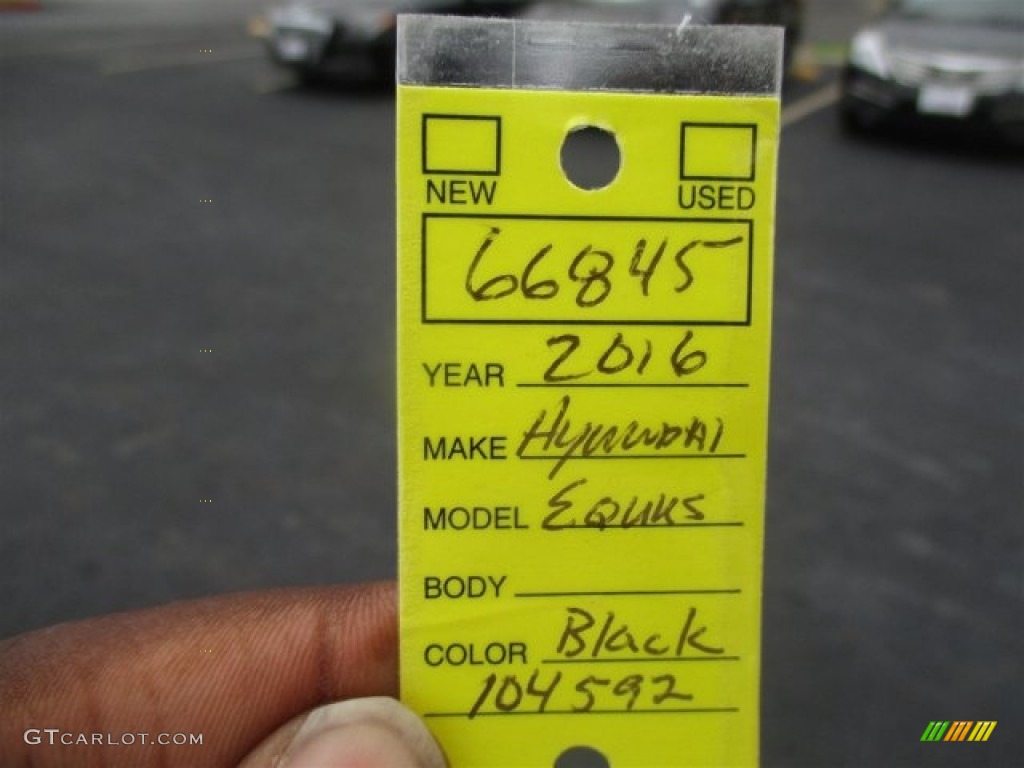 NEW USED
66845
YEAR 2016
MAKE Hyundai
MODEL Equus
BODY
COLOR Black
104592
GTCARLOT.COM